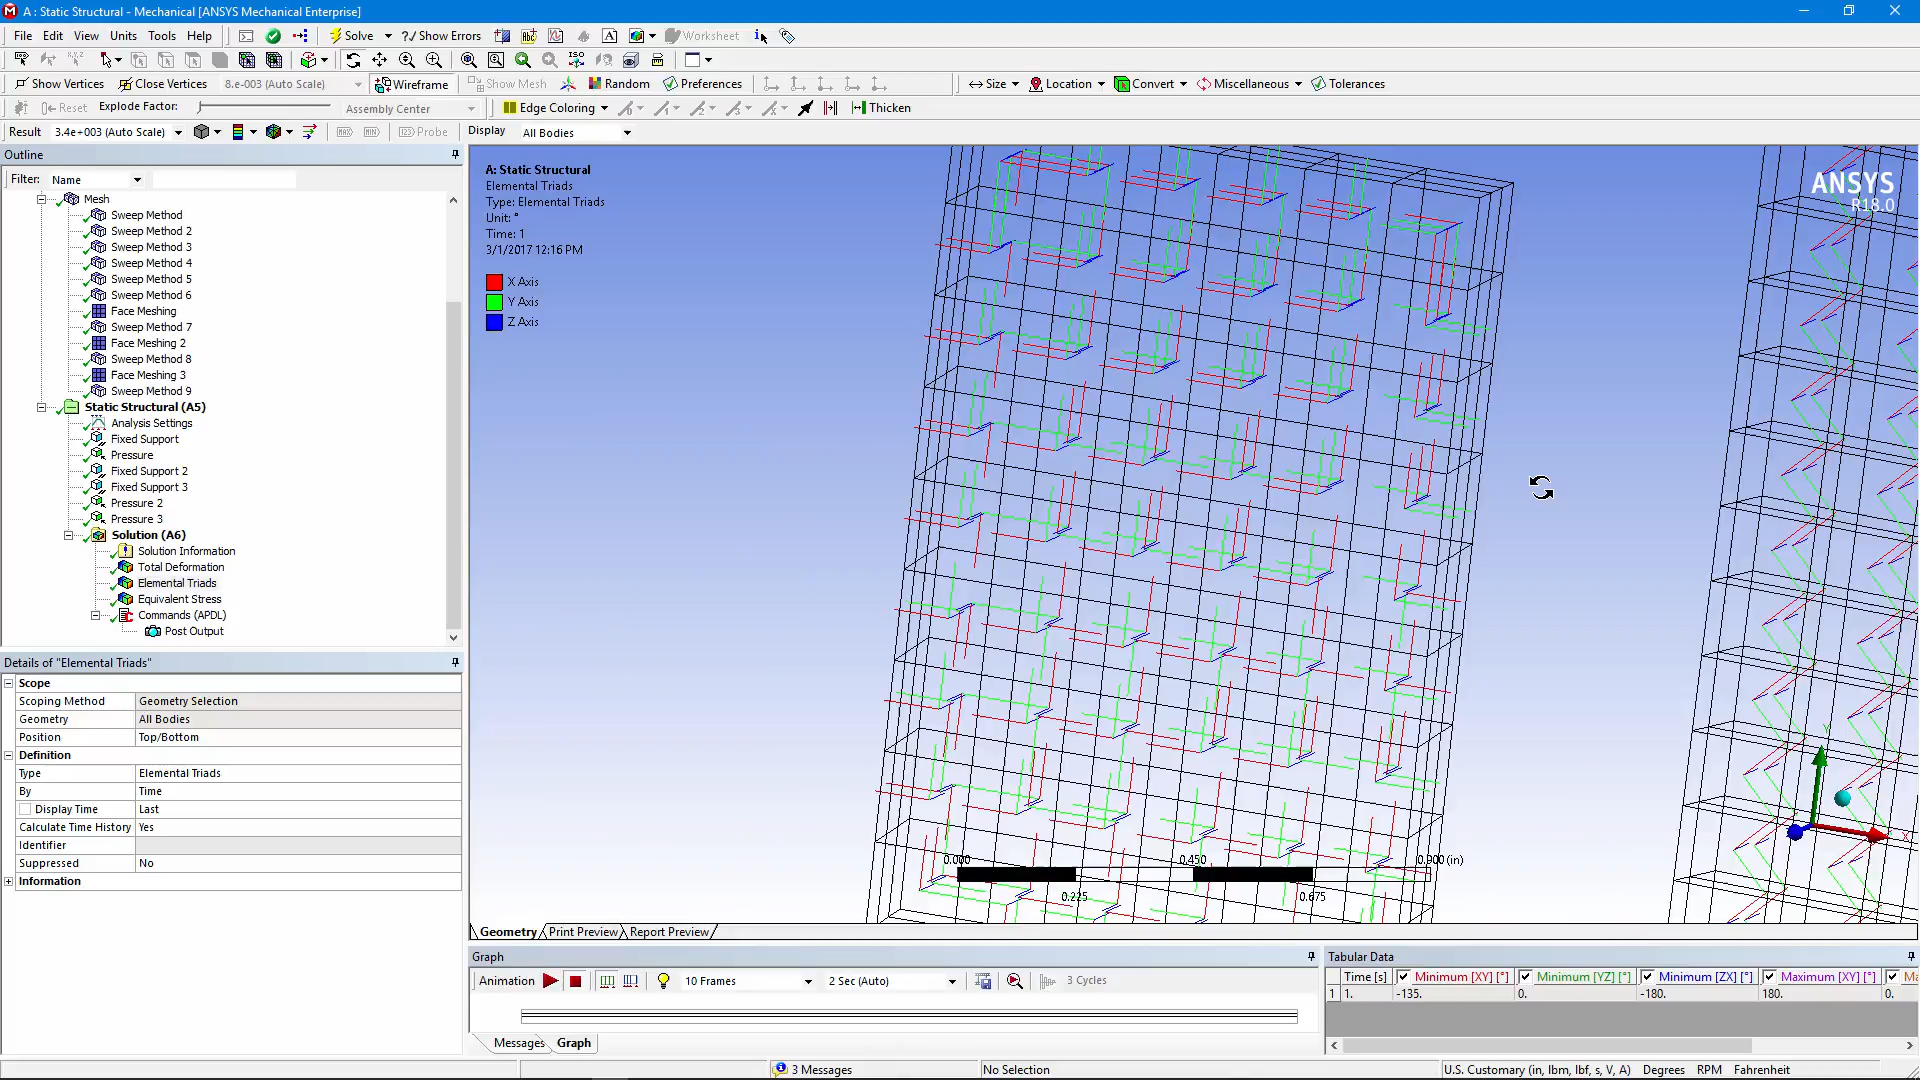 A : Static Structural - Mechanical [ANSYS Mechanical Enterprise]
File Edit View Units Tools Help Solve ?/ Show Errors Worksheet
Show Vertices Close Vertices 8.e-003 (Auto Scale) Wireframe Show Mesh Random Preferences Size Location Convert Miscellaneous Tolerances
Reset Explode Factor: Assembly Center Edge Coloring Thicken
Result 3.4e+003 (Auto Scale) MAX MIN Probe Display All Bodies
Outline
Filter: Name
Mesh
Sweep Method
Sweep Method 2
Sweep Method 3
Sweep Method 4
Sweep Method 5
Sweep Method 6
Face Meshing
Sweep Method 7
Face Meshing 2
Sweep Method 8
Face Meshing 3
Sweep Method 9
Static Structural (A5)
Analysis Settings
Fixed Support
Pressure
Fixed Support 2
Fixed Support 3
Pressure 2
Pressure 3
Solution (A6)
Solution Information
Total Deformation
Elemental Triads
Equivalent Stress
Commands (APDL)
Post Output
Details of "Elemental Triads"
Scope
Scoping Method Geometry Selection
Geometry All Bodies
Position Top/Bottom
Definition
Type Elemental Triads
By Time
Display Time Last
Calculate Time History Yes
Identifier
Suppressed No
Information
A: Static Structural
Elemental Triads
Type: Elemental Triads
Unit: °
Time: 1
3/1/2017 12:16 PM
X Axis
Y Axis
Z Axis
ANSYS
R18.0
Y
X
0.000 0.450 0.900 (in)
0.225 0.675
Geometry Print Preview Report Preview
Graph
Animation 10 Frames 2 Sec (Auto) 3 Cycles
Messages Graph
Tabular Data
Time [s] Minimum [XY] [°] Minimum [YZ] [°] Minimum [ZX] [°] Maximum [XY] [°]
1 1. -135. 0. -180. 180. 0.
3 Messages No Selection U.S. Customary (in, lbm, lbf, s, V, A) Degrees RPM Fahrenheit